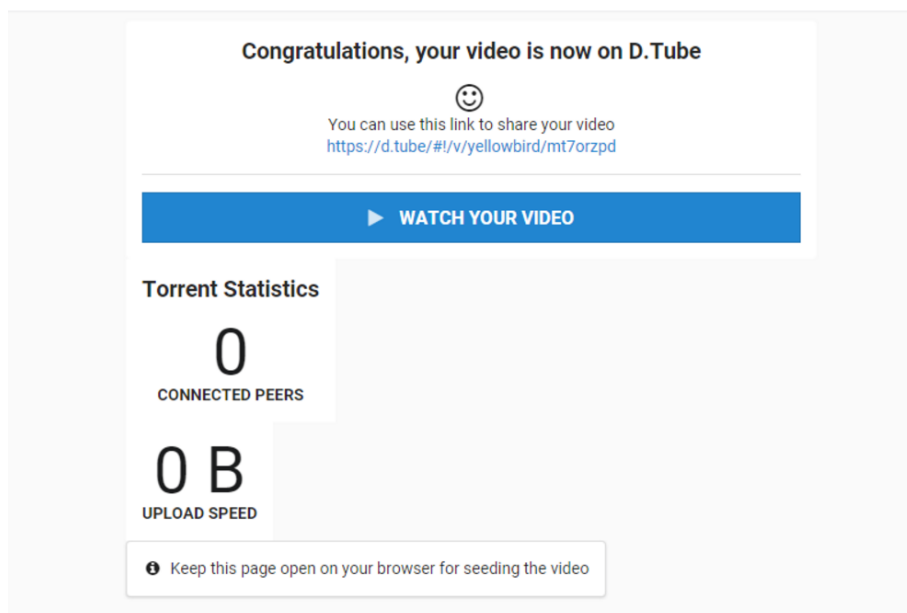 Congratulations, your video is now on D.Tube
You can use this link to share your video
https://d.tube/#!/v/yellowbird/mt7orzpd
WATCH YOUR VIDEO
Torrent Statistics
0
CONNECTED PEERS
0 B
UPLOAD SPEED
Keep this page open on your browser for seeding the video